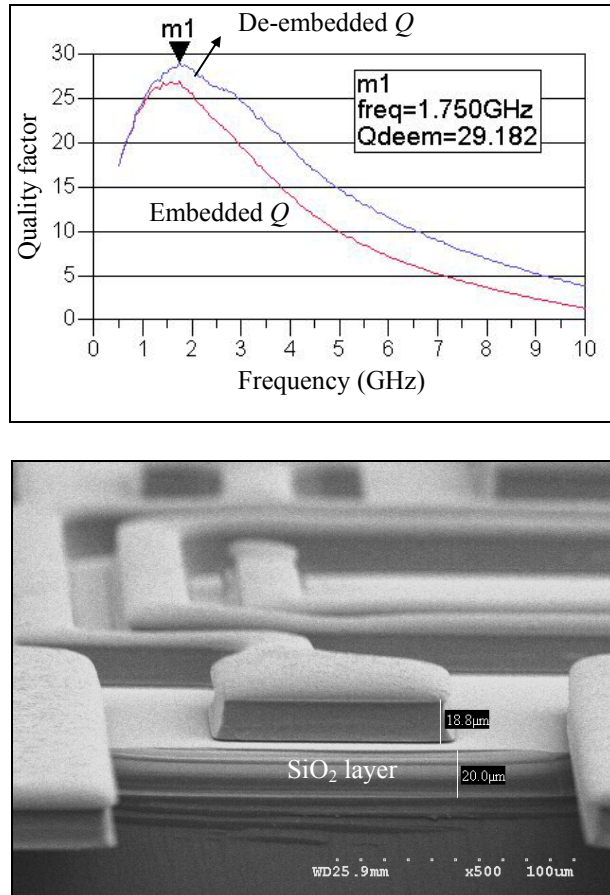 m1
De-embedded Q
m1
freq=1.750GHz
Qdeem=29.182
Embedded Q
Quality factor
30
25
20
15
10
5
0
0 1 2 3 4 5 6 7 8 9 10
Frequency (GHz)
18.8μm
SiO₂ layer
20.0μm
WD25.9mm x500 100um